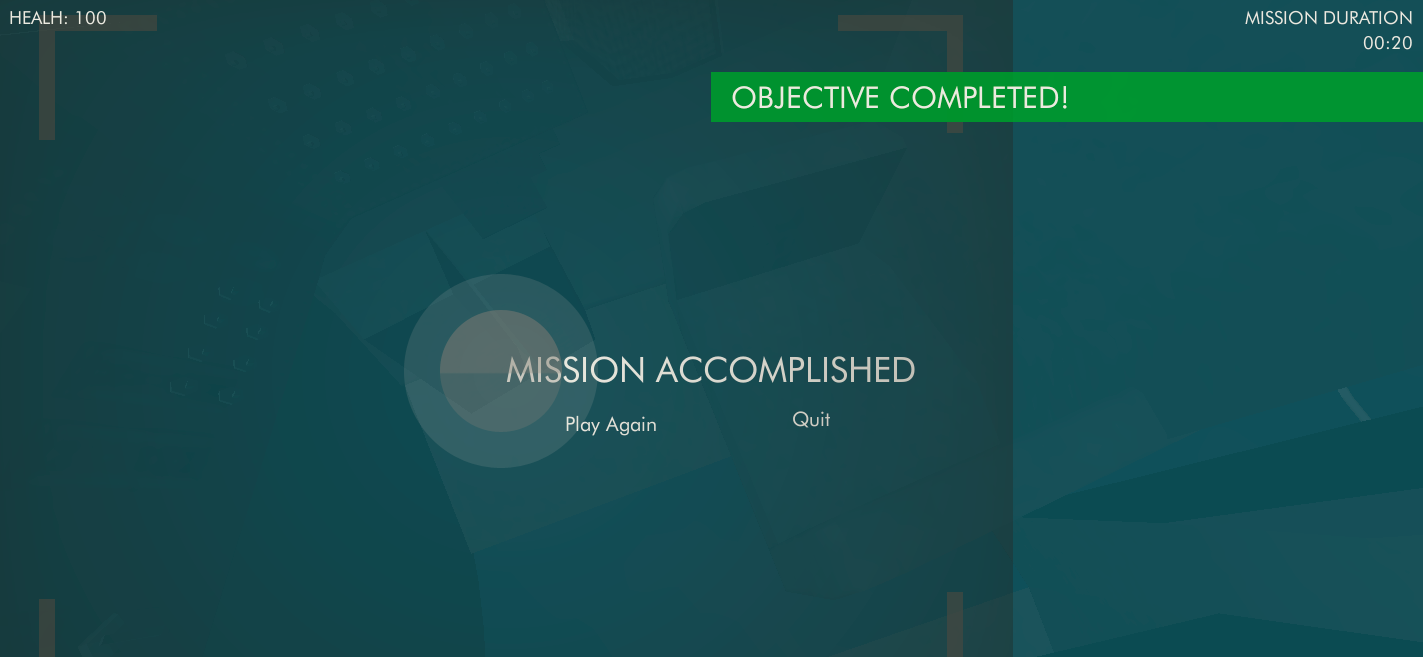 HEALH: 100
MISSION DURATION
00:20
OBJECTIVE COMPLETED!
MISSION ACCOMPLISHED
Play Again
Quit